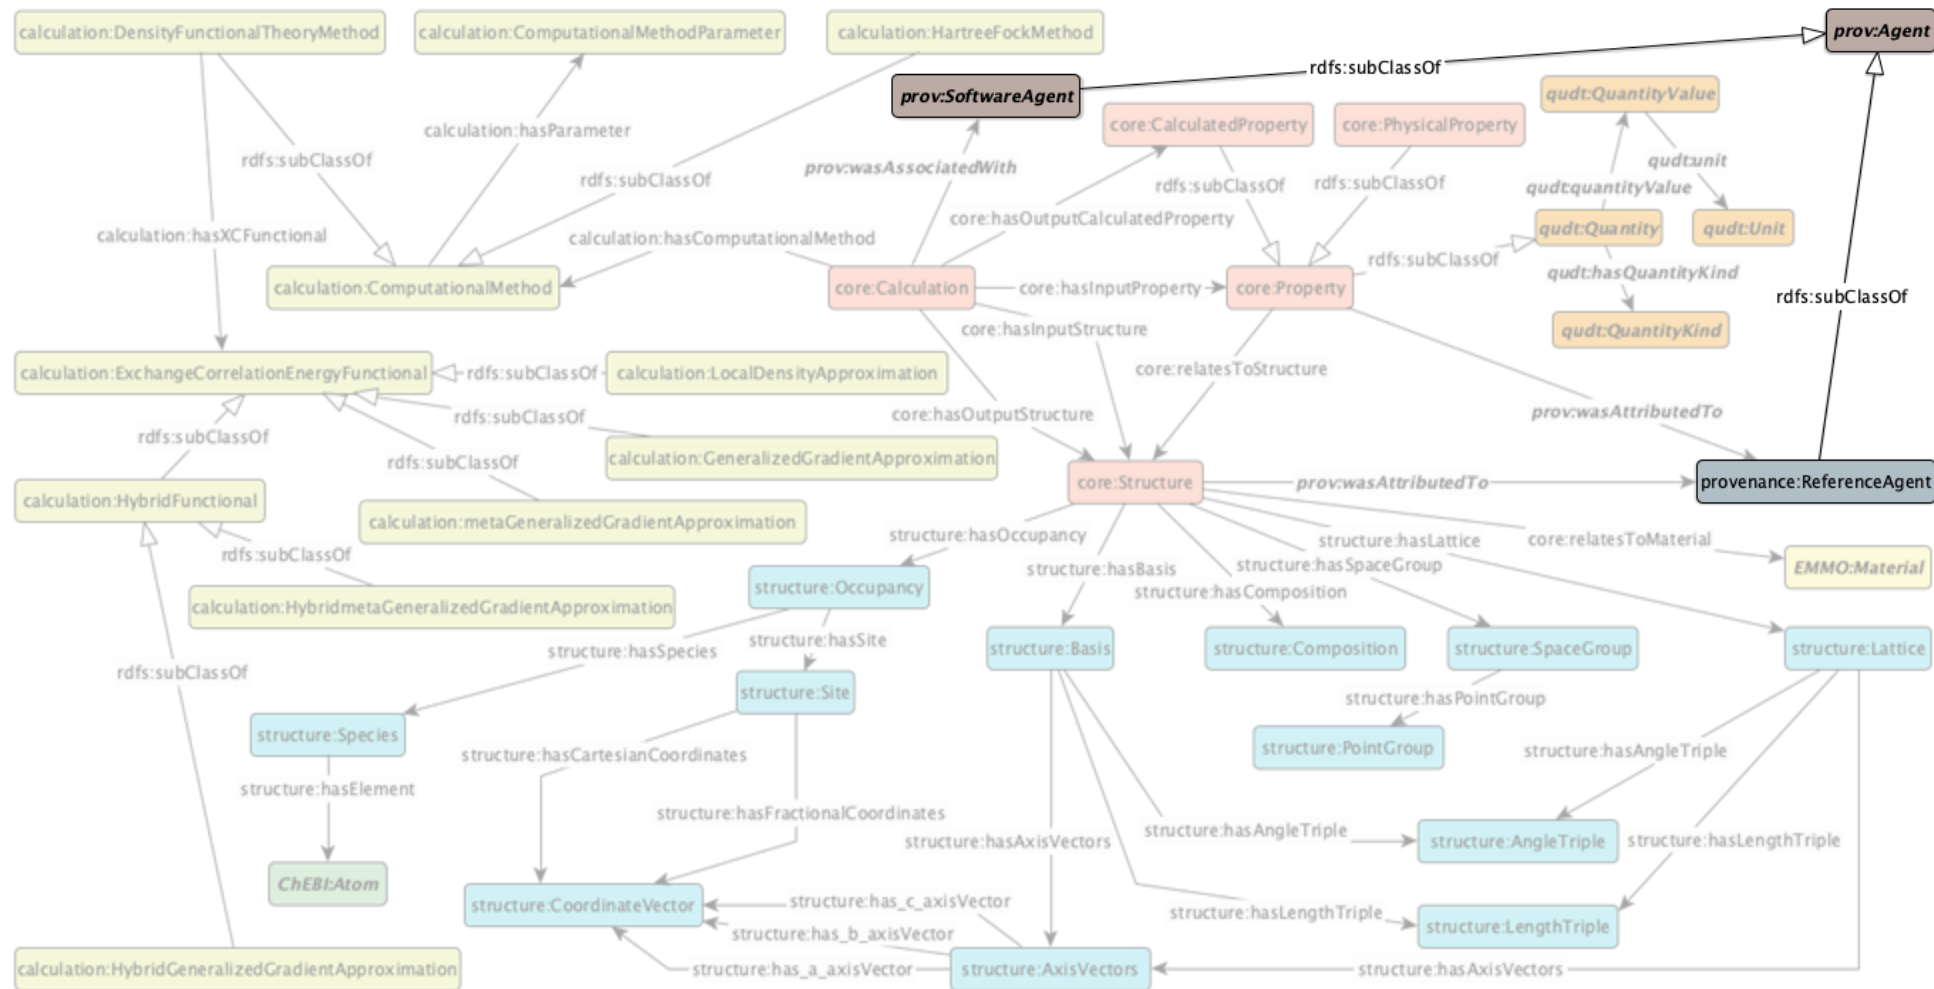 calculation:DensityFunctionalTheoryMethod
calculation:ComputationalMethodParameter
calculation:HartreeFockMethod
prov:Agent
rdfs:subClassOf
prov:SoftwareAgent
qudt:QuantityValue
core:CalculatedProperty
core:PhysicalProperty
calculation:hasParameter
rdfs:subClassOf
prov:wasAssociatedWith
qudt:unit
rdfs:subClassOf
rdfs:subClassOf
rdfs:subClassOf
qudt:quantityValue
core:hasOutputCalculatedProperty
calculation:hasXCFunctional
calculation:hasComputationalMethod
qudt:Quantity
qudt:Unit
rdfs:subClassOf
qudt:hasQuantityKind
calculation:ComputationalMethod
core:Calculation
core:hasInputProperty
core:Property
rdfs:subClassOf
core:hasInputStructure
qudt:QuantityKind
calculation:ExchangeCorrelationEnergyFunctional
rdfs:subClassOf
calculation:LocalDensityApproximation
core:relatesToStructure
rdfs:subClassOf
core:hasOutputStructure
prov:wasAttributedTo
rdfs:subClassOf
rdfs:subClassOf
calculation:GeneralizedGradientApproximation
core:Structure
prov:wasAttributedTo
provenance:ReferenceAgent
calculation:HybridFunctional
calculation:metaGeneralizedGradientApproximation
structure:hasOccupancy
structure:hasLattice
core:relatesToMaterial
rdfs:subClassOf
structure:hasBasis
structure:hasSpaceGroup
EMMO:Material
structure:Occupancy
structure:hasComposition
calculation:HybridmetaGeneralizedGradientApproximation
structure:hasSpecies
structure:hasSite
structure:Basis
structure:Composition
structure:SpaceGroup
structure:Lattice
rdfs:subClassOf
structure:Site
structure:hasPointGroup
structure:Species
structure:hasCartesianCoordinates
structure:PointGroup
structure:hasAngleTriple
structure:hasElement
structure:hasFractionalCoordinates
structure:hasAxisVectors
structure:hasAngleTriple
structure:AngleTriple
structure:hasLengthTriple
ChEBI:Atom
structure:CoordinateVector
structure:has_c_axisVector
structure:hasLengthTriple
structure:LengthTriple
structure:has_b_axisVector
calculation:HybridGeneralizedGradientApproximation
structure:has_a_axisVector
structure:AxisVectors
structure:hasAxisVectors